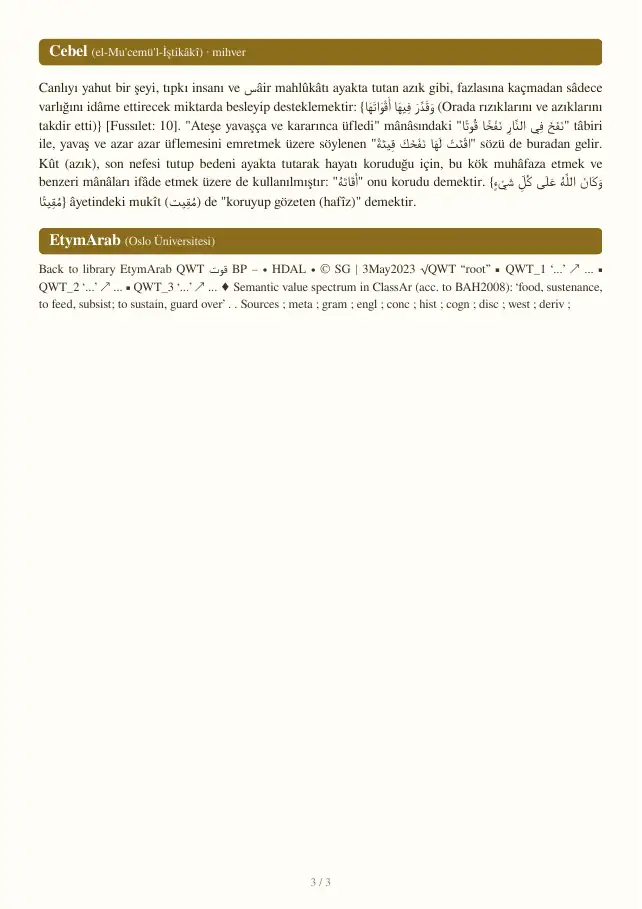 Cebel (el-Mu'cemü'l-İştikâkî) · mihver
Canlıyı yahut bir şeyi, tıpkı insanı ve سâir mahlûkâtı ayakta tutan azık gibi, fazlasına kaçmadan sâdece
varlığını idâme ettirecek miktarda besleyip desteklemektir: {وَقَدَّرَ فِيهَا أَقْوَاتَهَا (Orada rızıklarını ve azıklarını
takdir etti)} [Fussılet: 10]. "Ateşe yavaşça ve kararınca üfledi" mânâsındaki "نَفَخَ فِي النَّارِ نَفْخًا قُوتًا" tâbiri
ile, yavaş ve azar azar üflemesini emretmek üzere söylenen "اقْتَتْ لَهَا نَفْخَكَ قِيتَةً" sözü de buradan gelir.
Kût (azık), son nefesi tutup bedeni ayakta tutarak hayatı koruduğu için, bu kök muhâfaza etmek ve
benzeri mânâları ifâde etmek üzere de kullanılmıştır: "أَقَاتَهُ" onu korudu demektir. {وَكَانَ اللَّهُ عَلَى كُلِّ شَيْءٍ
مُقِيتًا} âyetindeki mukît (مُقِيت) de "koruyup gözeten (hafîz)" demektir.
EtymArab (Oslo Üniversitesi)
Back to library EtymArab QWT قوت BP – • HDAL • © SG | 3May2023 √QWT “root” ▪ QWT_1 ‘...’ ↗ ... ▪
QWT_2 ‘...’ ↗ ... ▪ QWT_3 ‘...’ ↗ ... ♦ Semantic value spectrum in ClassAr (acc. to BAH2008): ‘food, sustenance,
to feed, subsist; to sustain, guard over’ . . Sources ; meta ; gram ; engl ; conc ; hist ; cogn ; disc ; west ; deriv ;
3 / 3